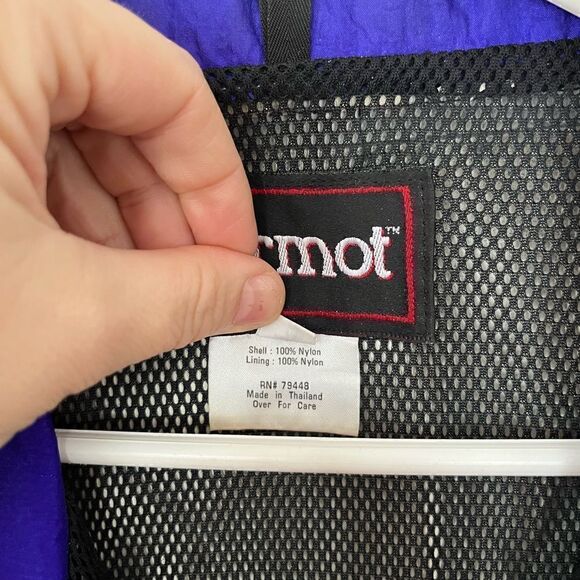 rmot™
Shell : 100% Nylon
Lining : 100% Nylon
RN# 79448
Made in Thailand
Over For Care